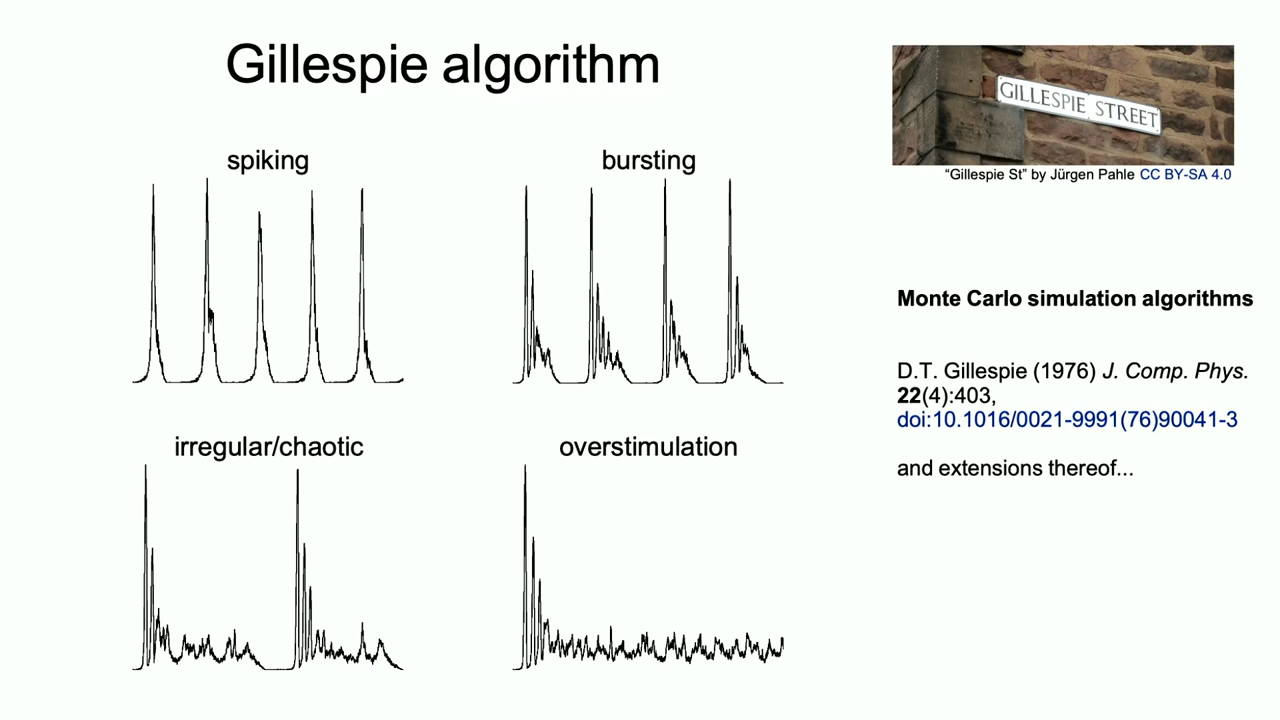 Gillespie algorithm
GILLESPIE STREET
“Gillespie St” by Jürgen Pahle CC BY-SA 4.0
spiking
bursting
irregular/chaotic
overstimulation
Monte Carlo simulation algorithms
D.T. Gillespie (1976) J. Comp. Phys.
22(4):403,
doi:10.1016/0021-9991(76)90041-3
and extensions thereof...